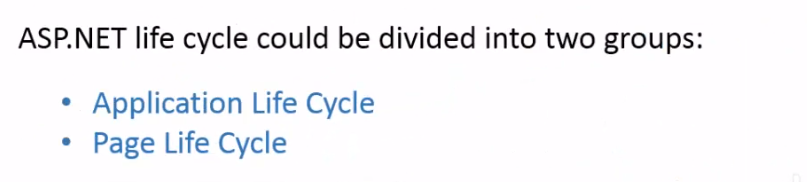 ASP.NET life cycle could be divided into two groups:
• Application Life Cycle
• Page Life Cycle